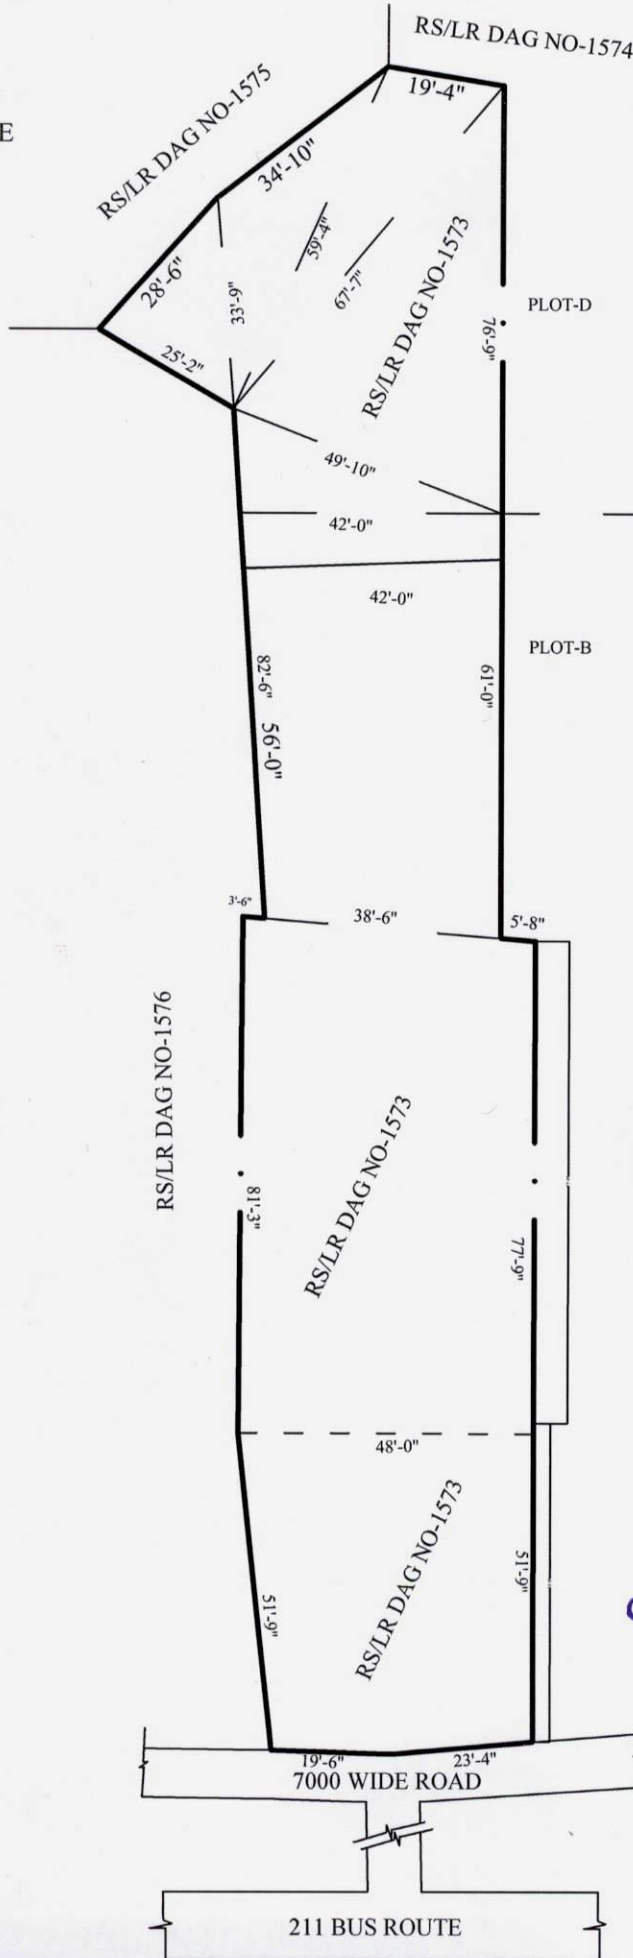 RS/LR DAG NO-1574
19'-4"
RS/LR DAG NO-1575
E
34'-10"
59'-4"
67'-7"
RS/LR DAG NO-1573
28'-6"
33'-9"
PLOT-D
76'-9"
25'-2"
49'-10"
42'-0"
42'-0"
PLOT-B
82'-6"
61'-0"
56'-0"
3'-6"
38'-6"
5'-8"
RS/LR DAG NO-1576
RS/LR DAG NO-1573
81'-3"
77'-9"
48'-0"
RS/LR DAG NO-1573
51'-9"
51'-9"
19'-6"
23'-4"
7000 WIDE ROAD
211 BUS ROUTE